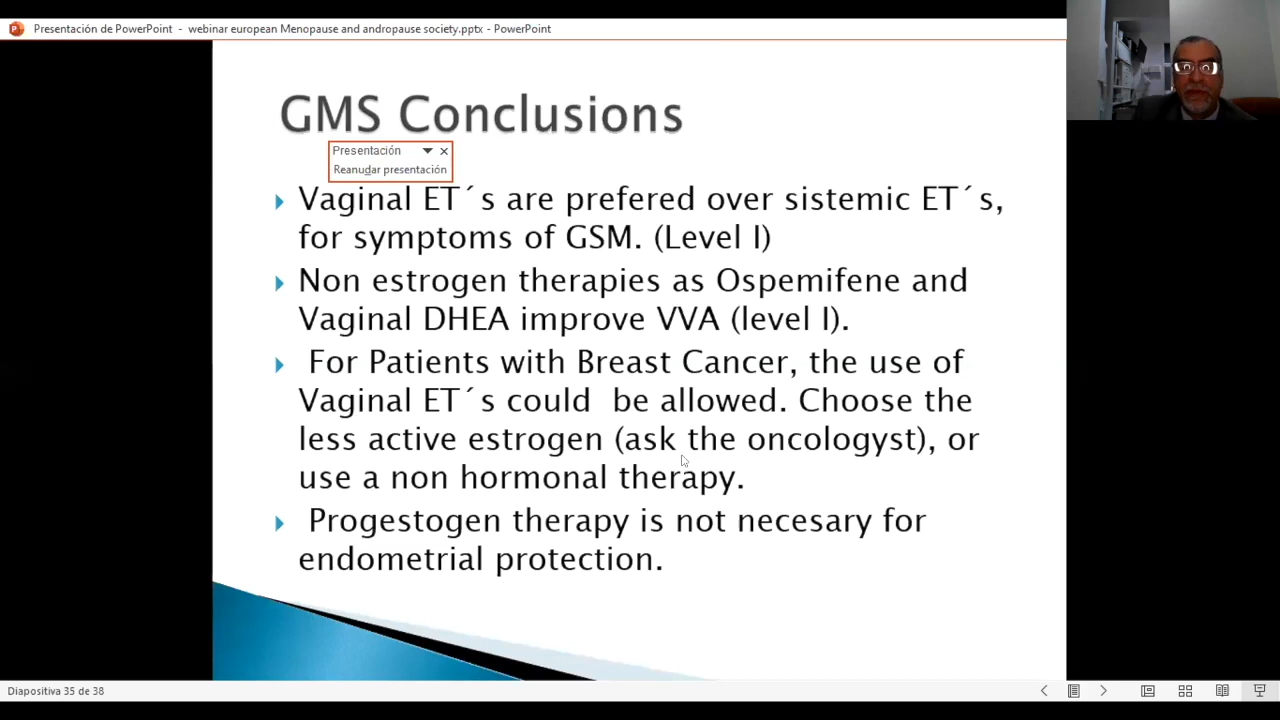 Presentación de PowerPoint - webinar european Menopause and andropause society.pptx - PowerPoint
GMS Conclusions
Presentación
Reanudar presentación
Vaginal ET´s are prefered over sistemic ET´s,
for symptoms of GSM. (Level I)
Non estrogen therapies as Ospemifene and
Vaginal DHEA improve VVA (level I).
For Patients with Breast Cancer, the use of
Vaginal ET´s could be allowed. Choose the
less active estrogen (ask the oncologyst), or
use a non hormonal therapy.
Progestogen therapy is not necesary for
endometrial protection.
Diapositiva 35 de 38